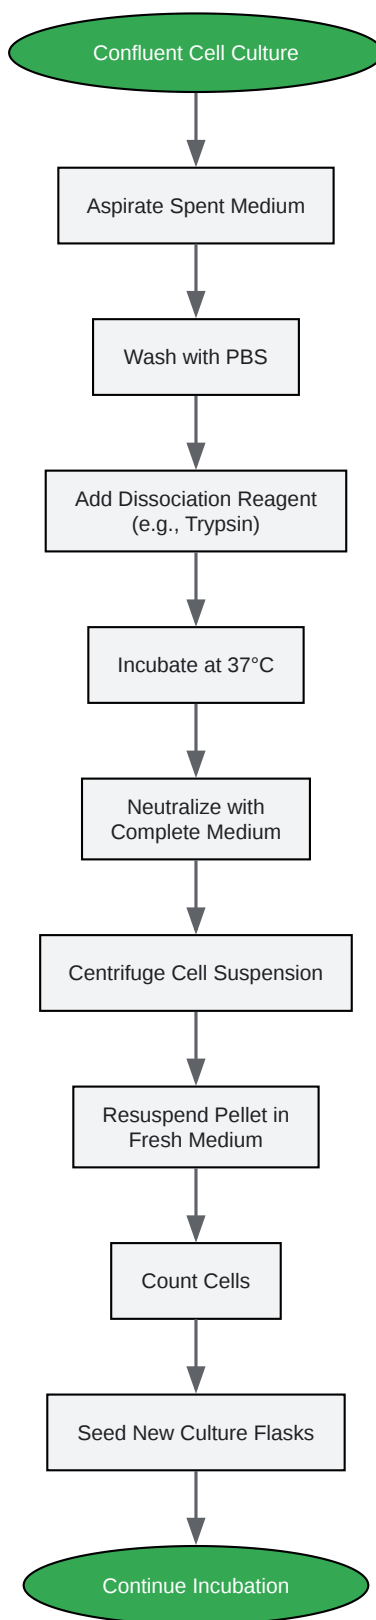 Confluent Cell Culture
Aspirate Spent Medium
Wash with PBS
Add Dissociation Reagent
(e.g., Trypsin)
Incubate at 37°C
Neutralize with
Complete Medium
Centrifuge Cell Suspension
Resuspend Pellet in
Fresh Medium
Count Cells
Seed New Culture Flasks
Continue Incubation